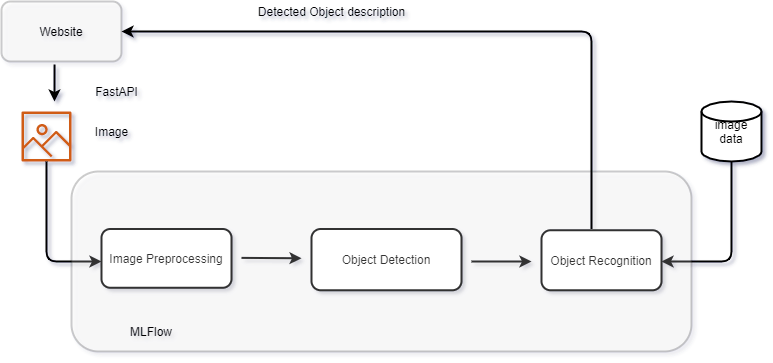 Detected Object description
Website
FastAPI
Image
image
data
Image Preprocessing
Object Detection
Object Recognition
MLFlow